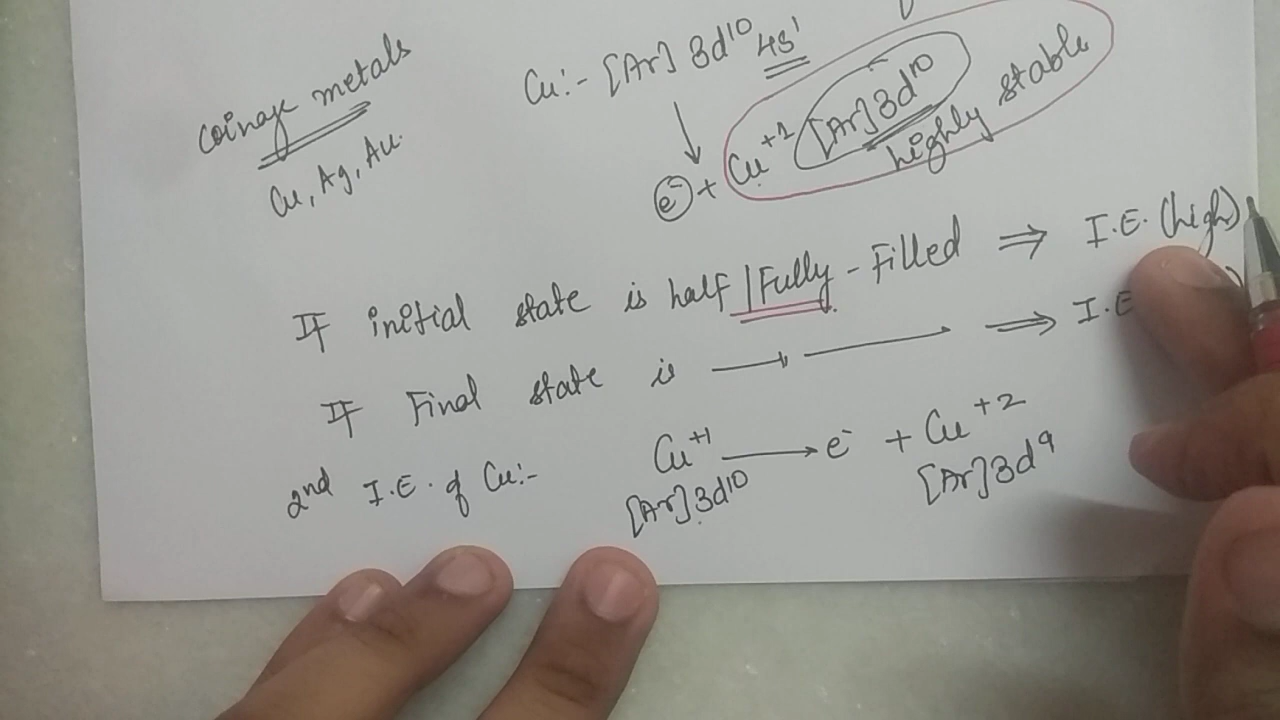 coinage metals
Cu, Ag, Au.
Cu:- [Ar] 3d¹⁰ 4s¹
e⁻ + Cu⁺¹ [Ar]3d¹⁰
highly stable
If initial state is half/Fully-Filled ⇒ I.E. (high)
If Final state is —〃— ⇒ I.E
2nd I.E. of Cu:- Cu⁺¹ ⟶ e⁻ + Cu⁺²
[Ar]3d¹⁰ [Ar]3d⁹